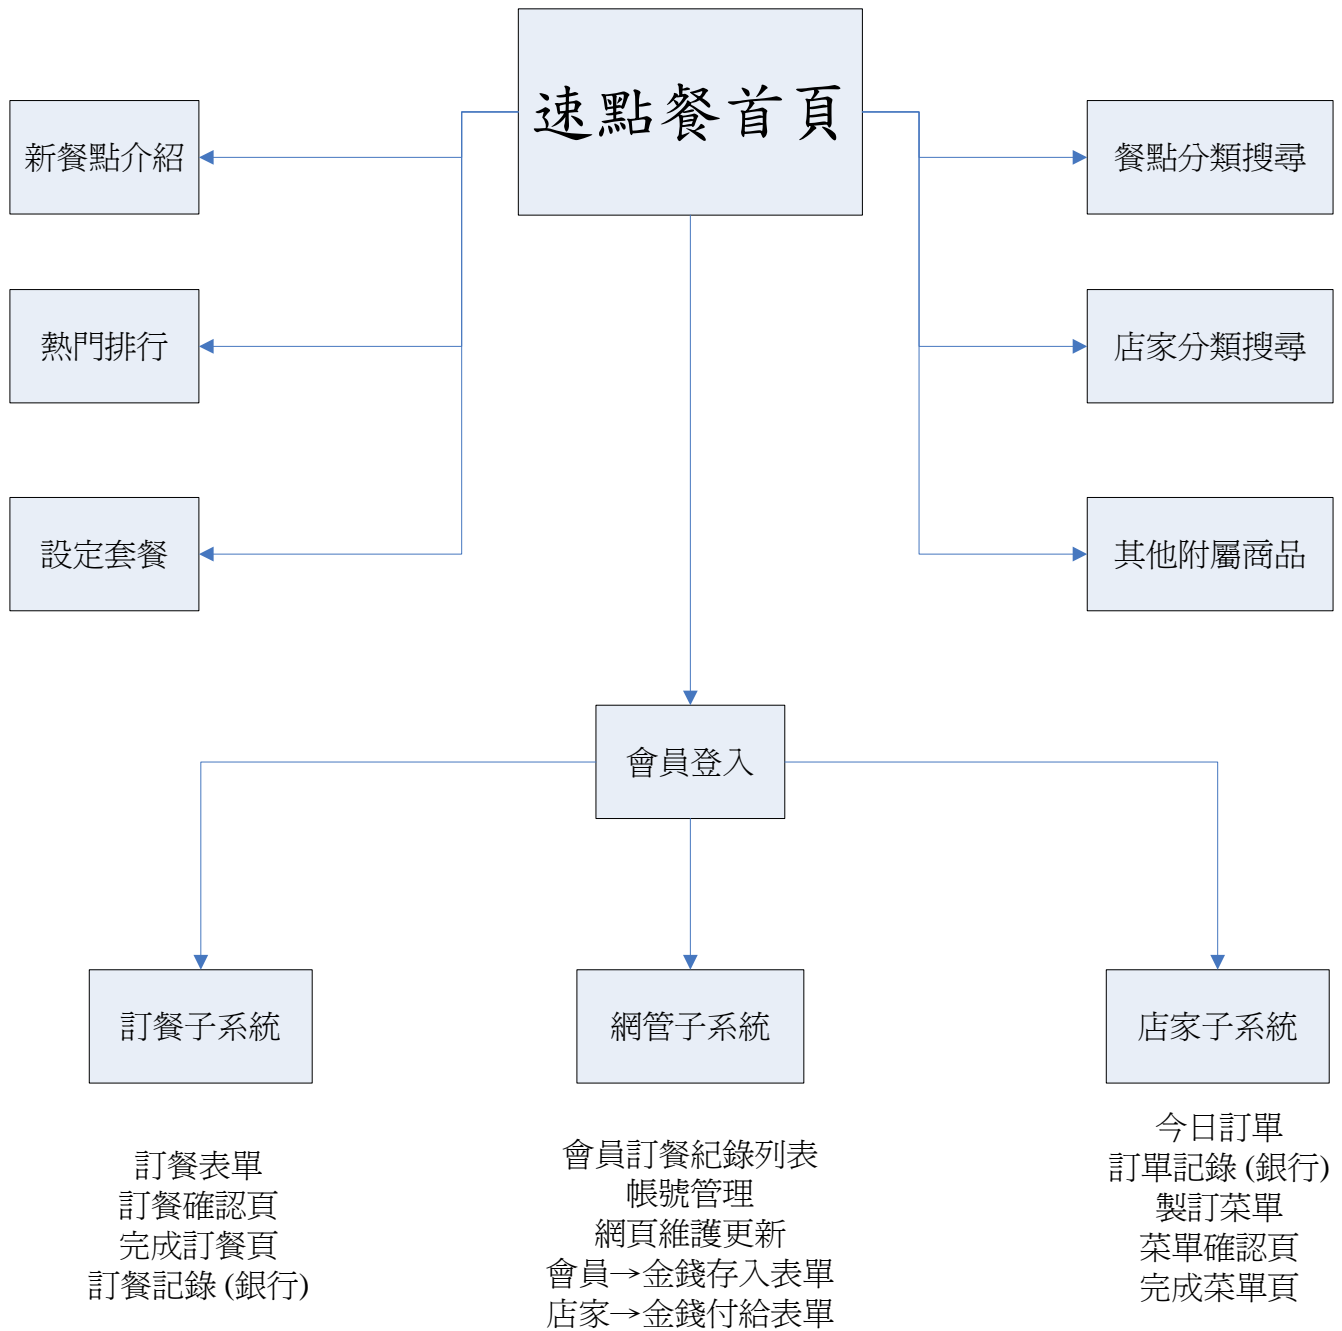 速點餐首頁
新餐點介紹
餐點分類搜尋
熱門排行
店家分類搜尋
設定套餐
其他附屬商品
會員登入
訂餐子系統
網管子系統
店家子系統
訂餐表單
訂餐確認頁
完成訂餐頁
訂餐記錄(銀行)
會員訂餐紀錄列表
帳號管理
網頁維護更新
會員→金錢存入表單
店家→金錢付給表單
今日訂單
訂單記錄(銀行)
製訂菜單
菜單確認頁
完成菜單頁